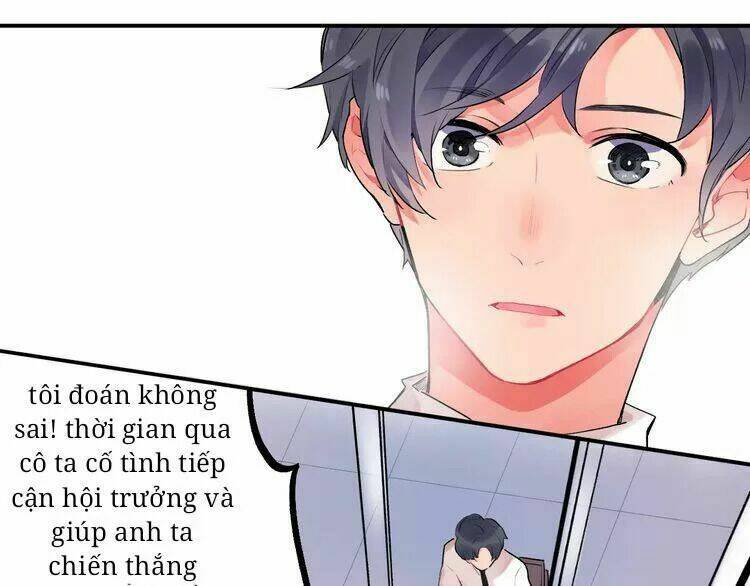 tôi đoán không
sai! thời gian qua
cô ta cố tình tiếp
cận hội trưởng và
giúp anh ta
chiến thắng